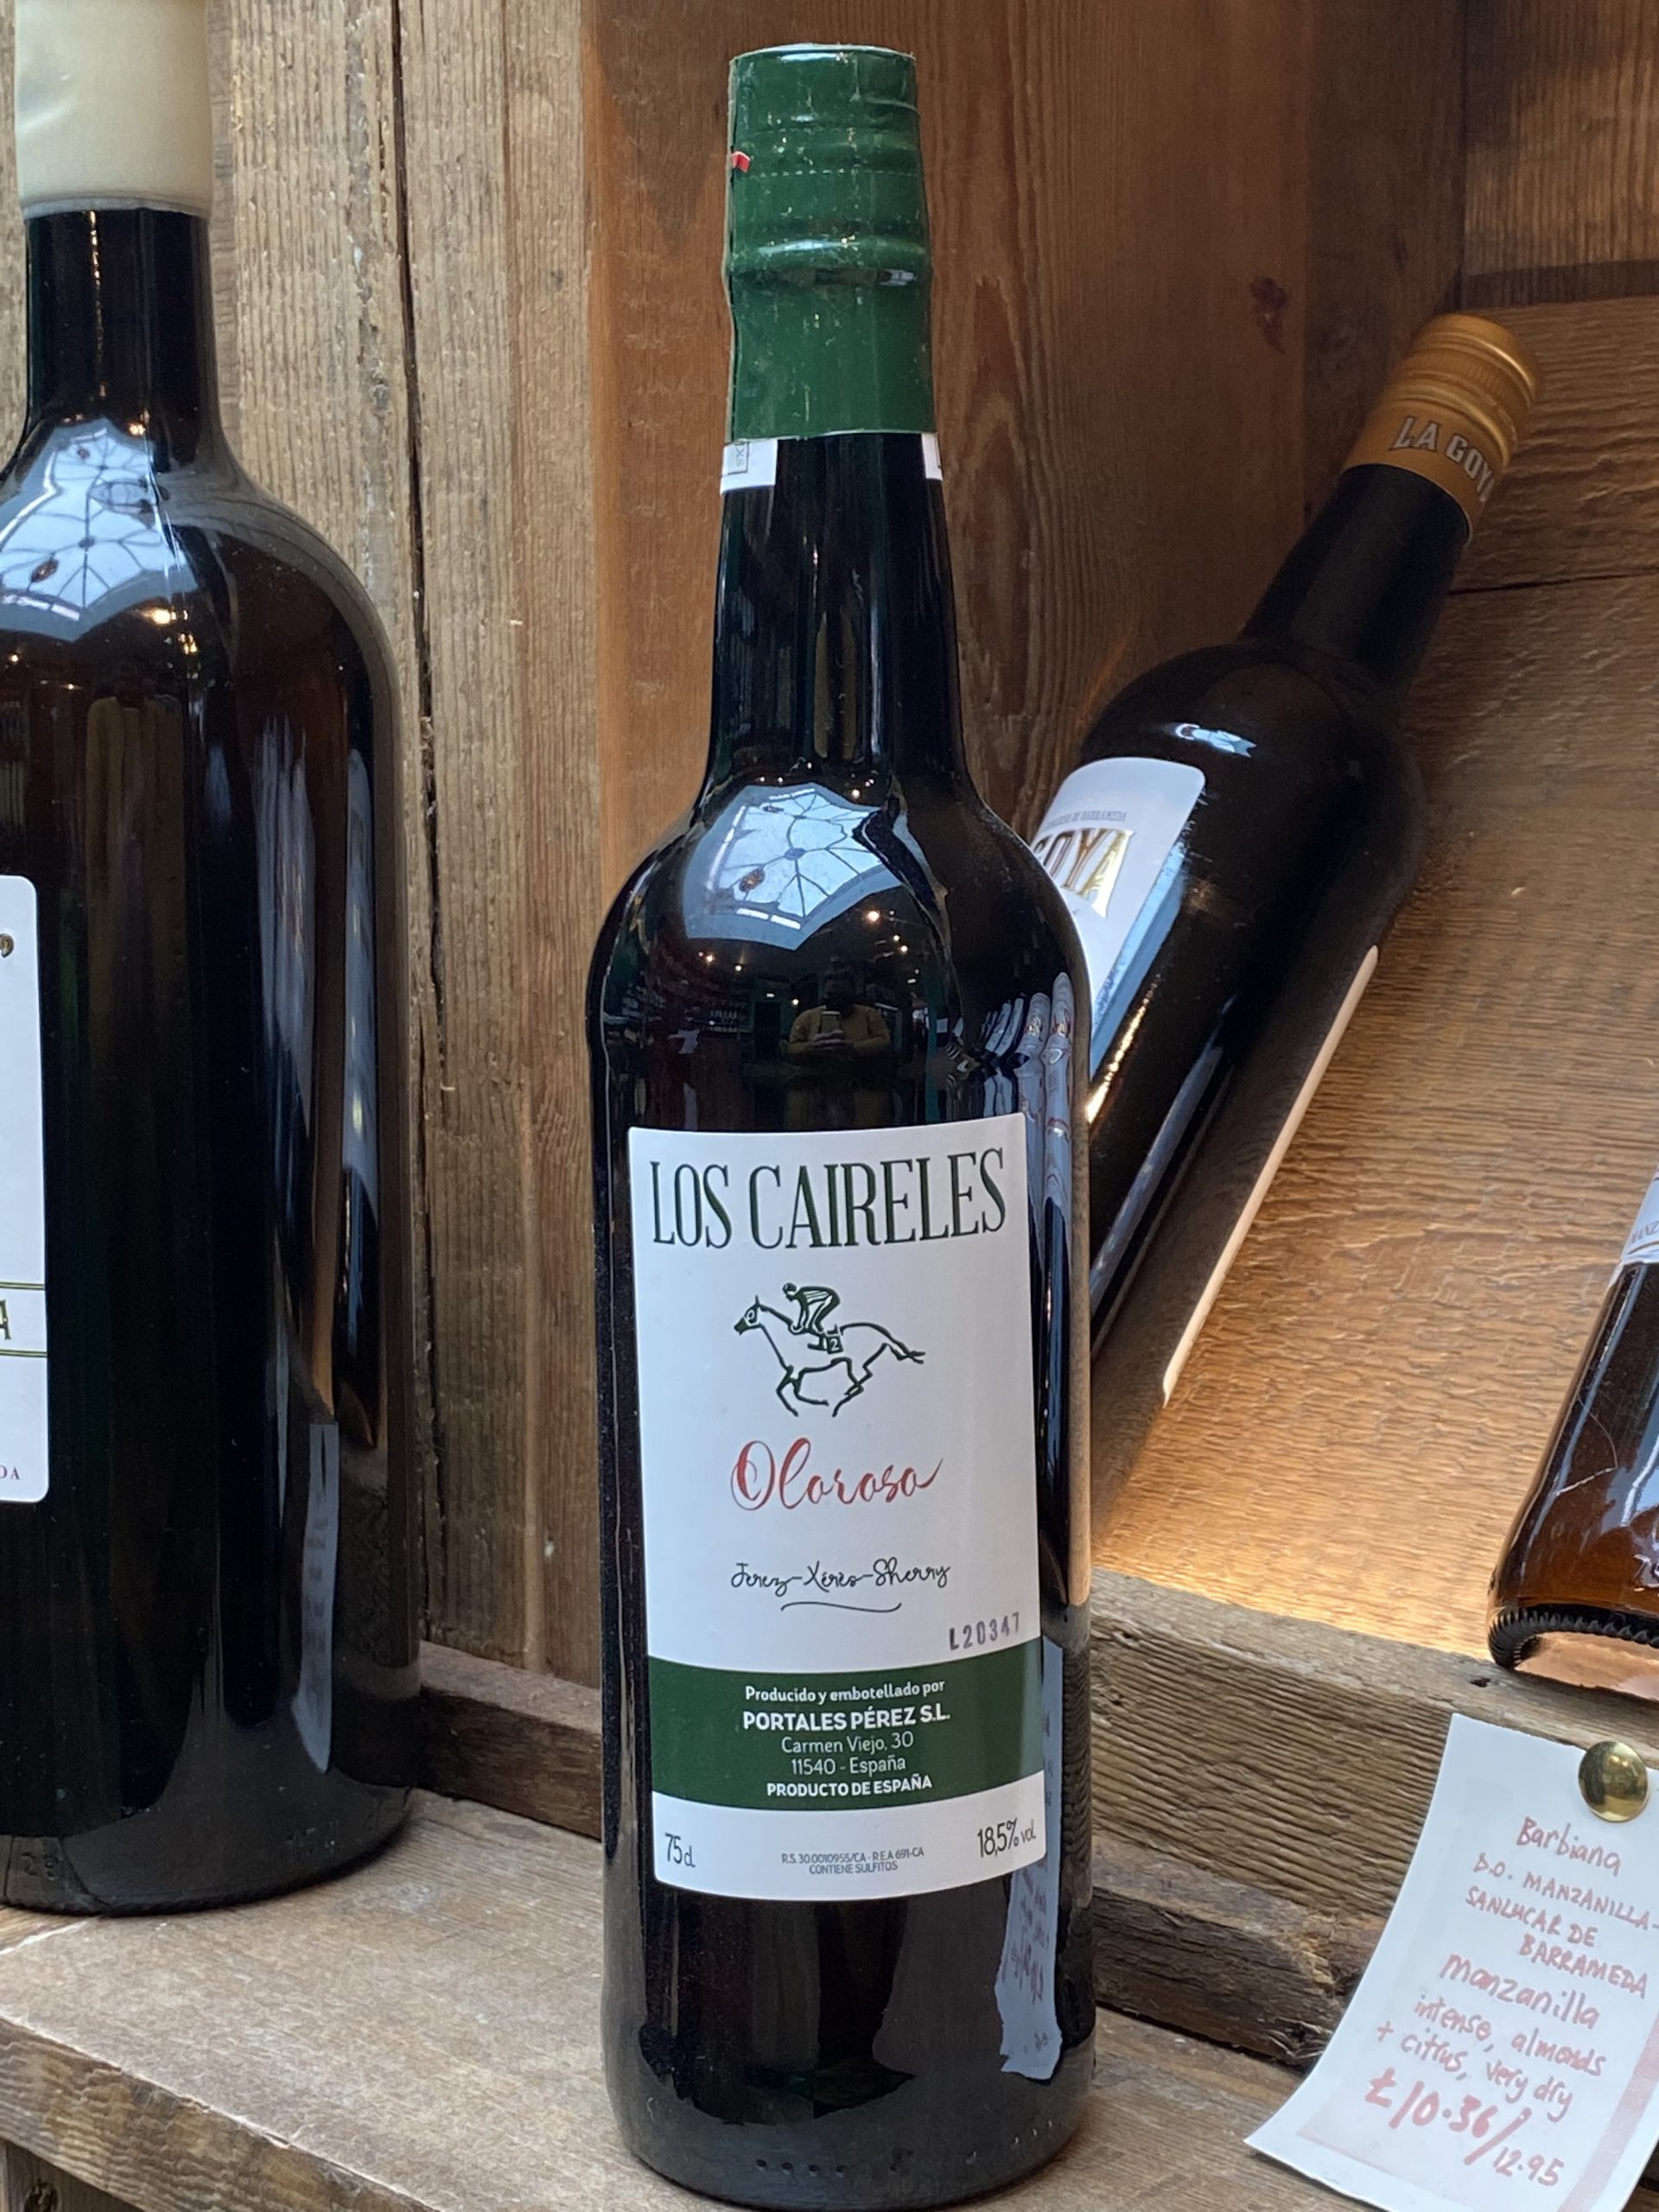 LA GOYA
GOYA
LOS CAIRELES
2
Oloroso
Jerez-Xérès-Sherry
L20347
Producido y embotellado por
PORTALES PÉREZ S.L.
Carmen Viejo, 30
11540 - España
PRODUCTO DE ESPAÑA
75cl
R.S. 30.0010955/CA - R.E.A 691-CA
CONTIENE SULFITOS
18,5% vol.
Barbiana
D.O. MANZANILLA-
SANLUCAR DE
BARRAMEDA
manzanilla
intense, almonds
+ citrus, very dry
£10.36/
12.95